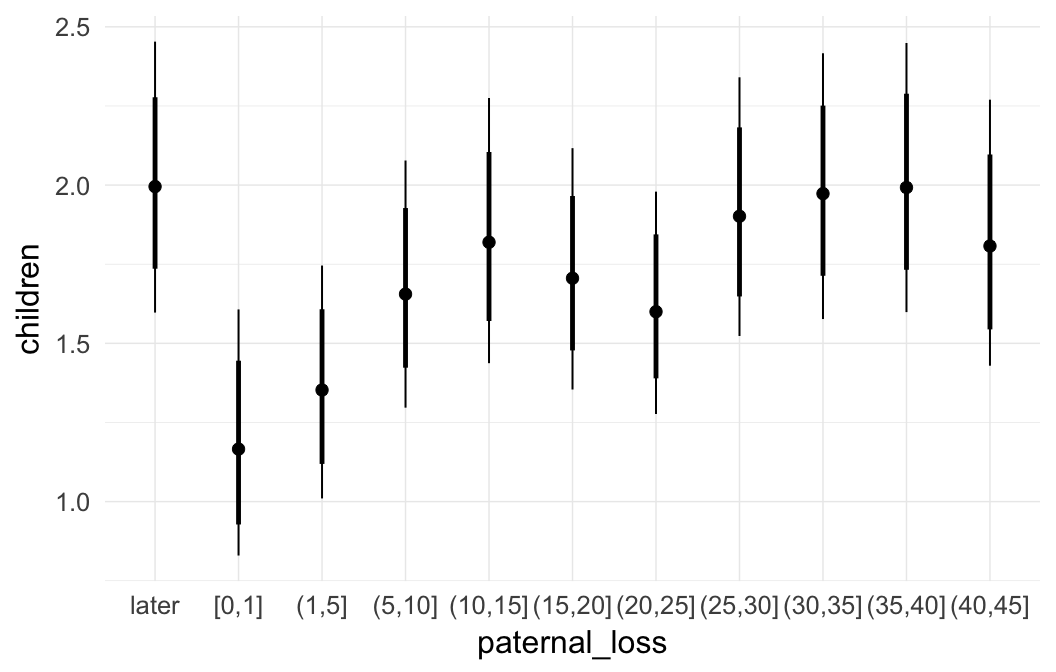 2.5
2.0
1.5
1.0
children
later [0,1] (1,5] (5,10] (10,15] (15,20] (20,25] (25,30] (30,35] (35,40] (40,45]
paternal_loss